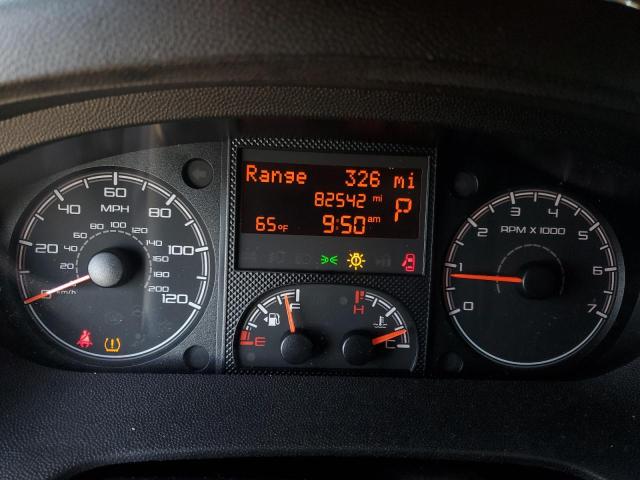 Range 326 mi
82542 mi
P
65°F 9:50 am
0 20 40 60 80 100 120
MPH
20 40 60 80 100 120 140 160 180 200
km/h
E F
H C
0 1 2 3 4 5 6 7
RPM X 1000